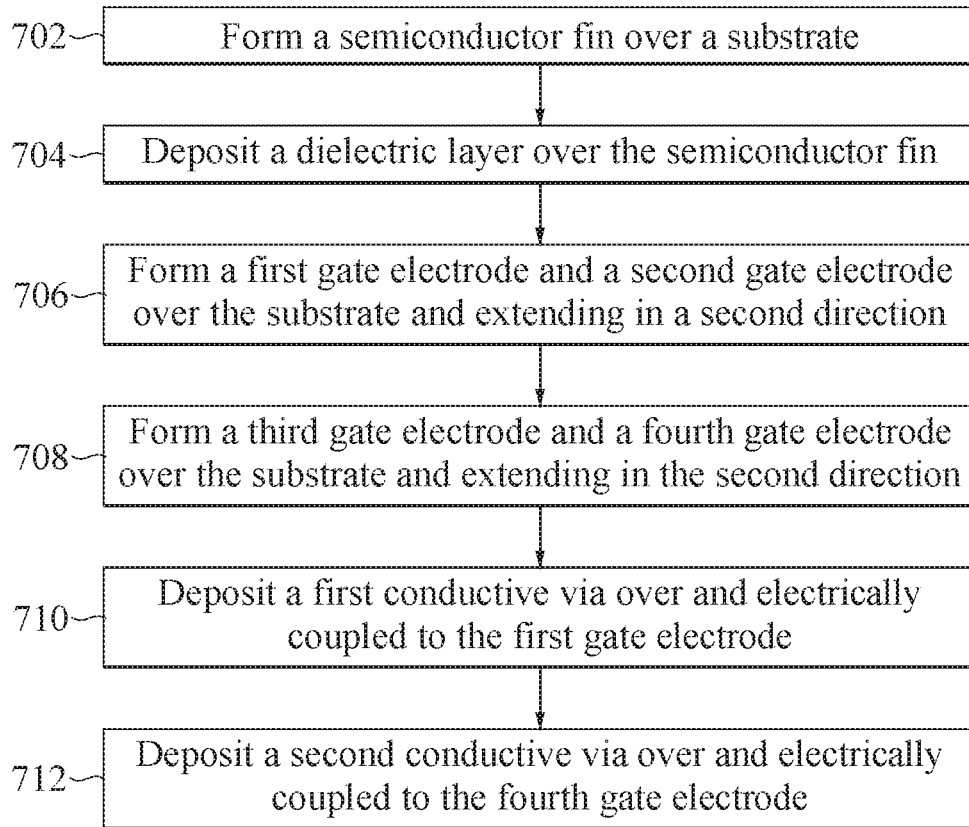 702 Form a semiconductor fin over a substrate
704 Deposit a dielectric layer over the semiconductor fin
Form a first gate electrode and a second gate electrode
706 over the substrate and extending in a second direction
Form a third gate electrode and a fourth gate electrode
708 over the substrate and extending in the second direction
Deposit a first conductive via over and electrically
710 coupled to the first gate electrode
Deposit a second conductive via over and electrically
712 coupled to the fourth gate electrode